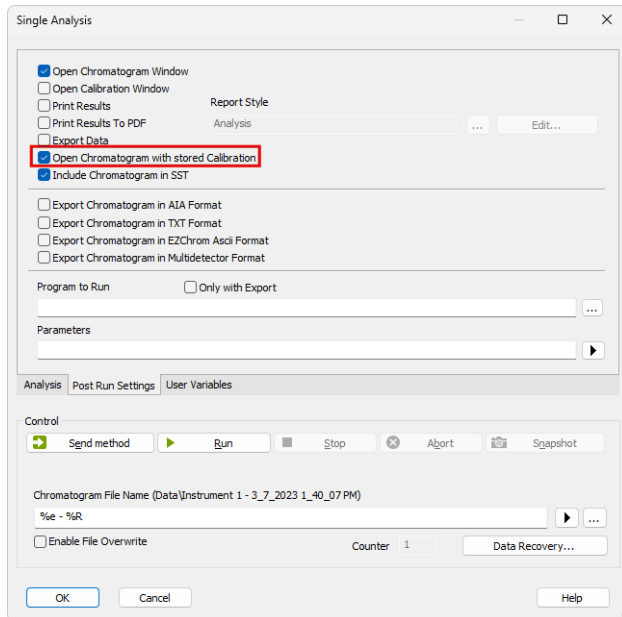 Single Analysis
Open Chromatogram Window
Open Calibration Window
Print Results
Report Style
Print Results To PDF
Analysis
...
Edit...
Export Data
Open Chromatogram with stored Calibration
Include Chromatogram in SST
Export Chromatogram in AIA Format
Export Chromatogram in TXT Format
Export Chromatogram in EZChrom Ascii Format
Export Chromatogram in Multidetector Format
Program to Run
Only with Export
...
Parameters
Analysis
Post Run Settings
User Variables
Control
Send method
Run
Stop
Abort
Snapshot
Chromatogram File Name (Data\Instrument 1 - 3_7_2023 1_40_07 PM)
%e - %R
...
Enable File Overwrite
Counter
1
Data Recovery...
OK
Cancel
Help